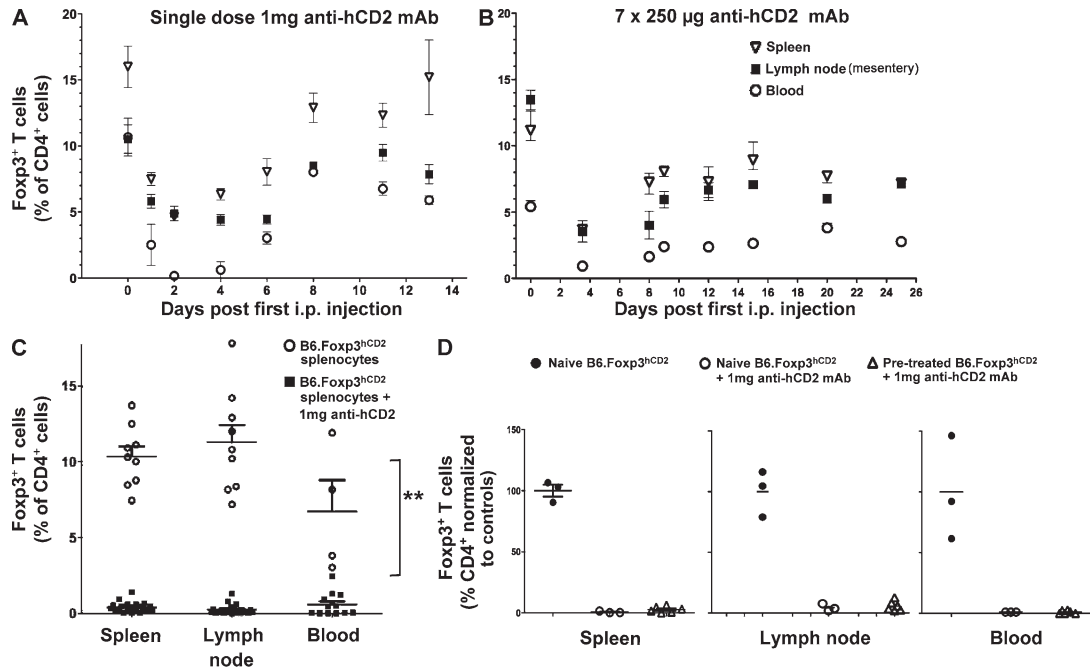 A
Single dose 1mg anti-hCD2 mAb
Foxp3+ T cells
(% of CD4+ cells)
20
15
10
5
0
0 2 4 6 8 10 12 14
Days post first i.p. injection
B
7 x 250 µg anti-hCD2 mAb
Spleen
Lymph node (mesentery)
Blood
20
15
10
5
0
0 2 4 6 8 10 12 14 16 18 20 22 24 26
Days post first i.p. injection
C
B6.Foxp3hCD2
splenocytes
B6.Foxp3hCD2
splenocytes +
1mg anti-hCD2
Foxp3+ T cells
(% of CD4+ cells)
15
10
5
0
**
Spleen
Lymph
node
Blood
D
Naive B6.Foxp3hCD2
Naive B6.Foxp3hCD2
+ 1mg anti-hCD2 mAb
Pre-treated B6.Foxp3hCD2
+ 1mg anti-hCD2 mAb
Foxp3+ T cells
(% CD4+ normalized
to controls)
150
100
50
0
Spleen
Lymph node
Blood